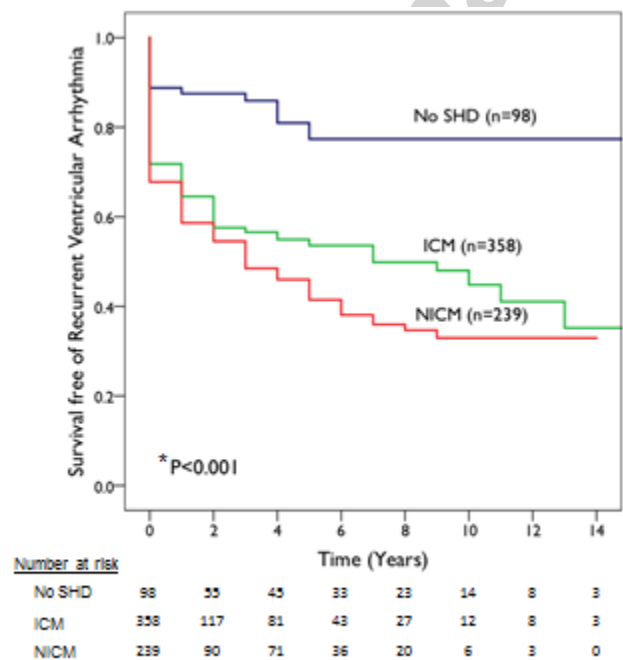 Survival free of Recurrent Ventricular Arrhythmia
1.0
0.8
0.6
0.4
0.2
0.0
No SHD (n=98)
ICM (n=358)
NICM (n=239)
*P<0.001
0 2 4 6 8 10 12 14
Time (Years)
Number at risk
No SHD 98 55 45 33 23 14 8 3
ICM 358 117 81 43 27 12 8 3
NICM 239 90 71 36 20 6 3 0